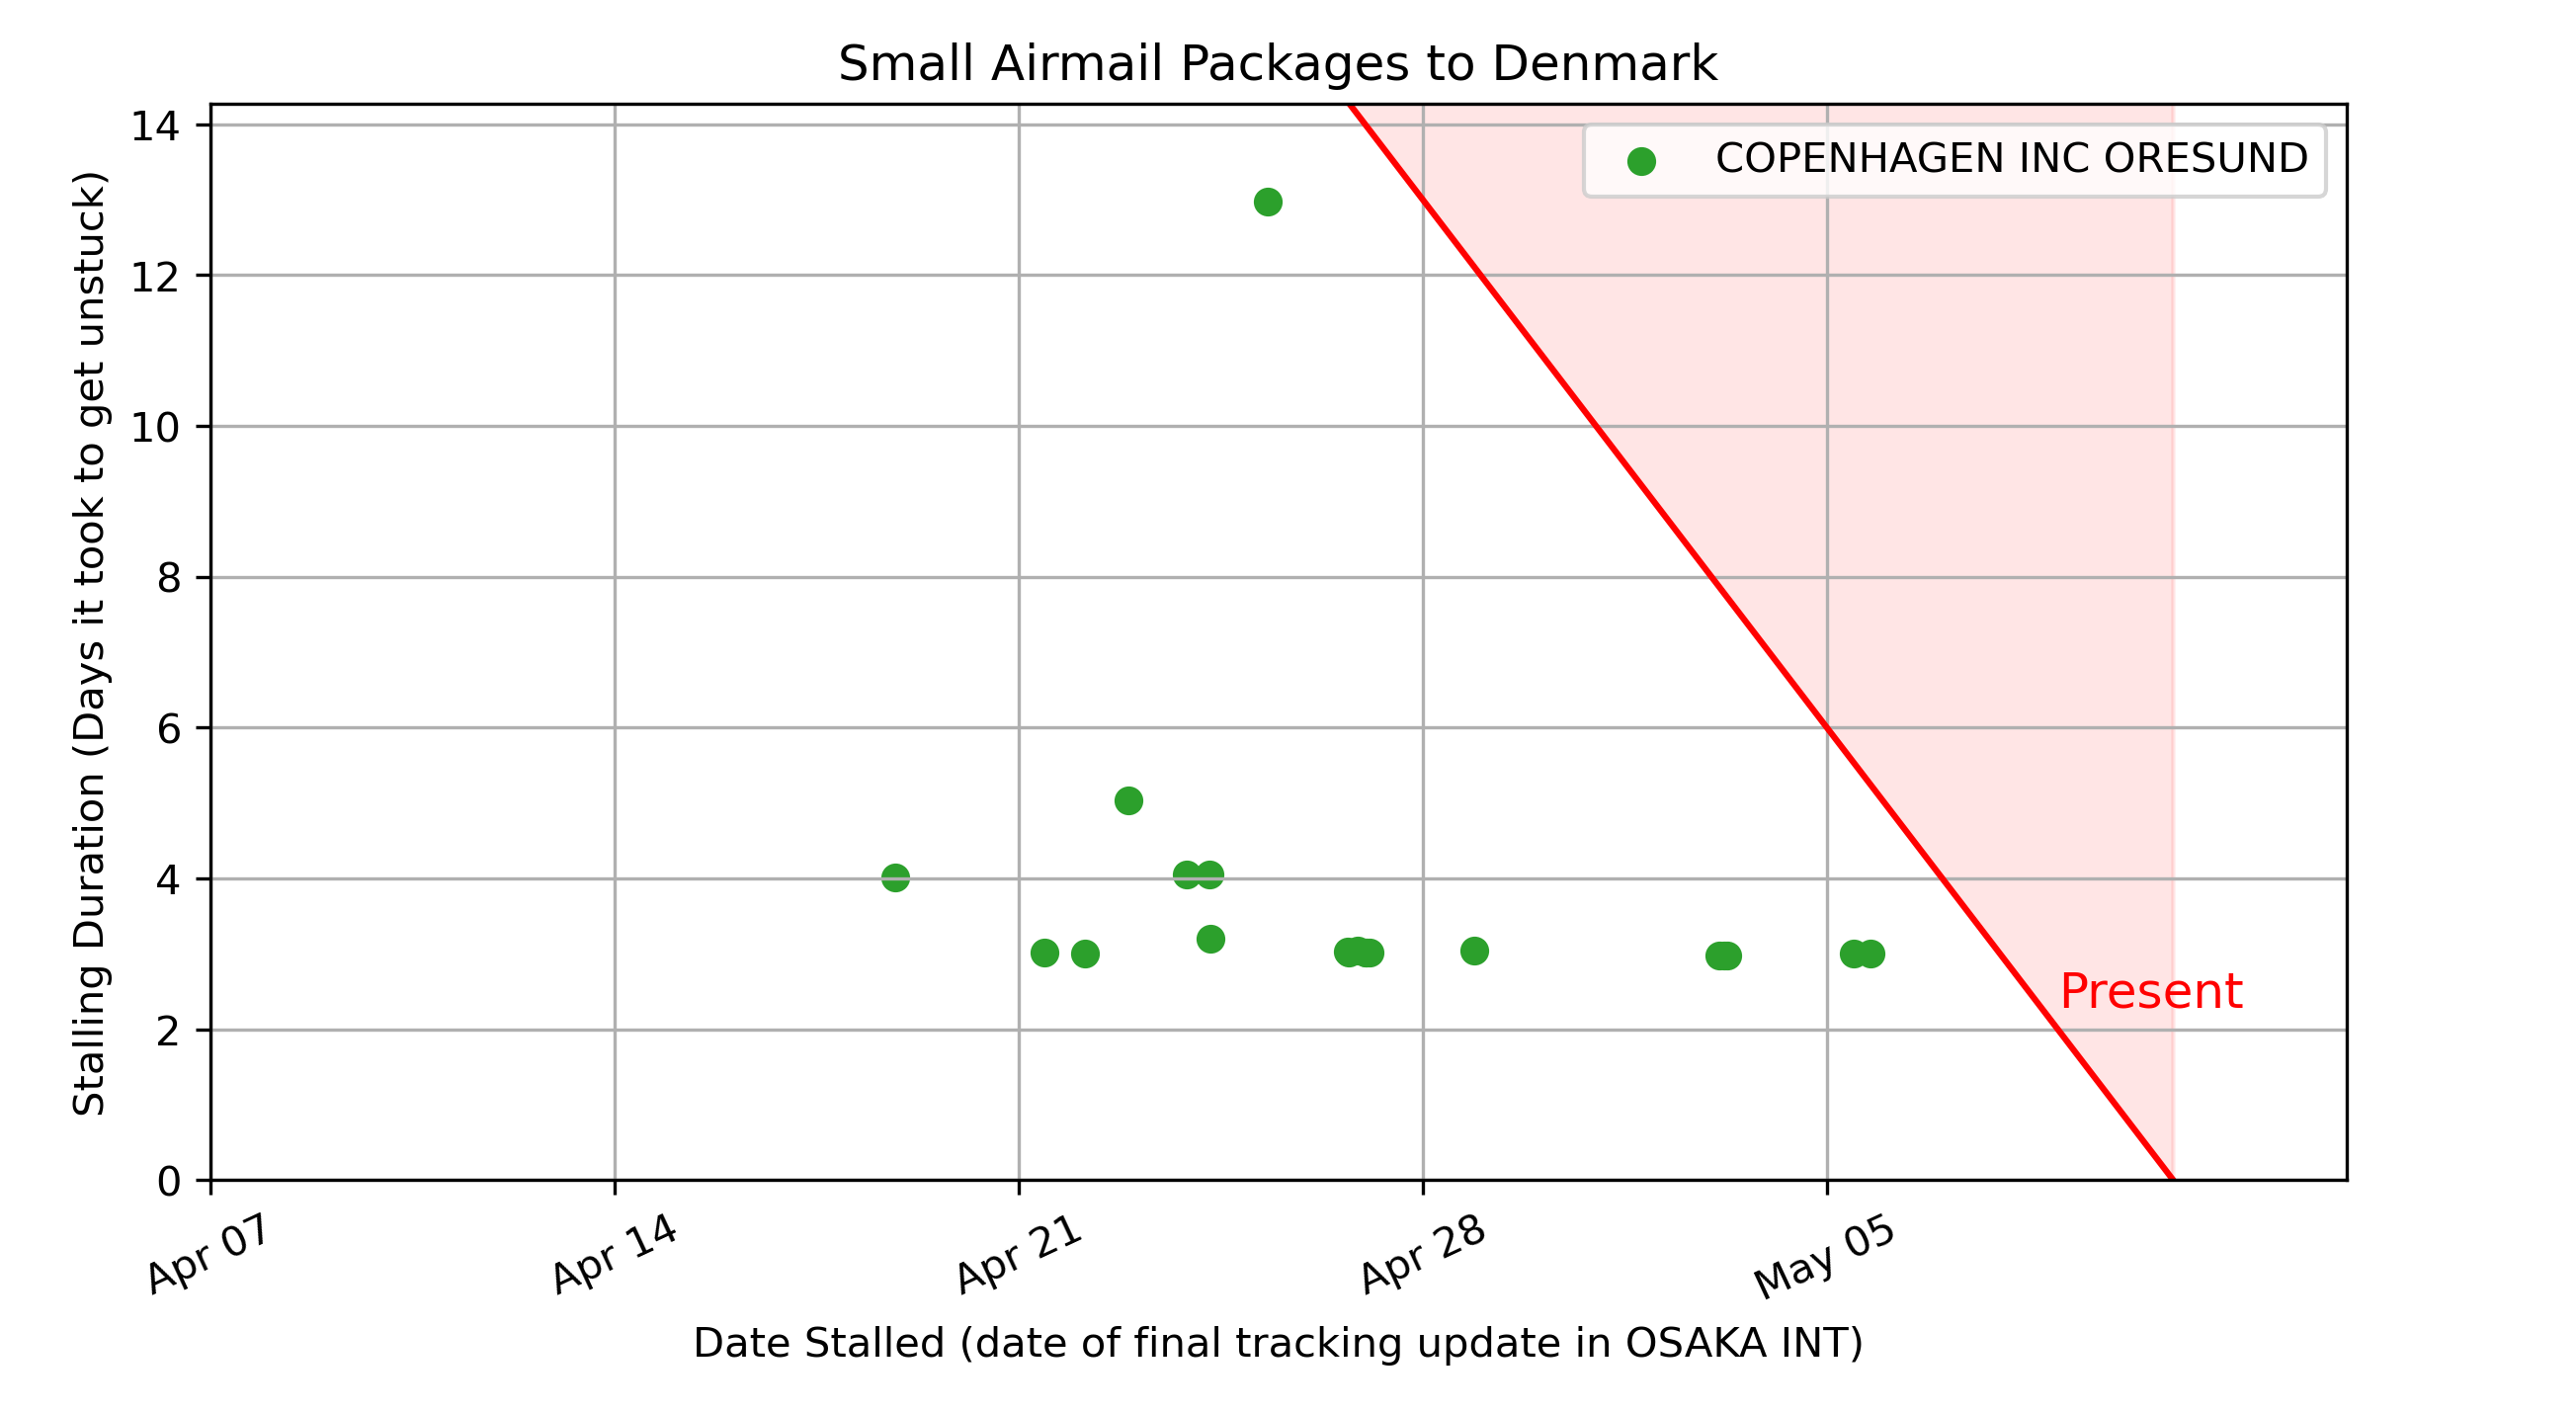 Small Airmail Packages to Denmark
COPENHAGEN INC ORESUND
Stalling Duration (Days it took to get unstuck)
14
12
10
8
6
4
2
0
Present
Apr 07
Apr 14
Apr 21
Apr 28
May 05
Date Stalled (date of final tracking update in OSAKA INT)